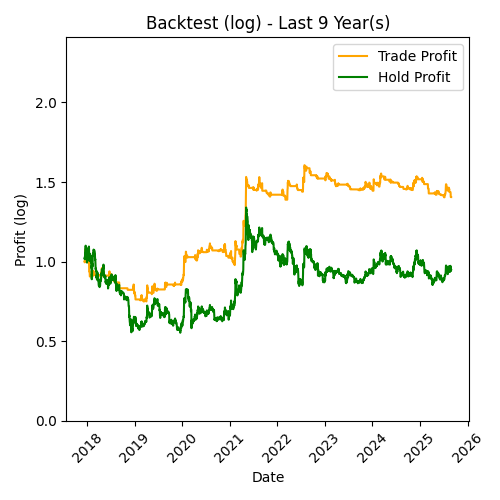 Backtest (log) - Last 9 Year(s)
Trade Profit
Hold Profit
Profit (log)
2.0
1.5
1.0
0.5
0.0
2018 2019 2020 2021 2022 2023 2024 2025 2026
Date